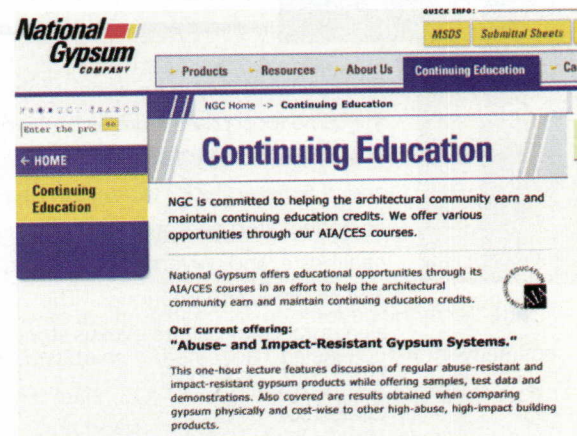 QUICK INFO:
National
Gypsum
COMPANY
MSDS
Submittal Sheets
Products
Resources
About Us
Continuing Education
NGC Home -> Continuing Education
Enter the pro
GO
← HOME
Continuing
Education
Continuing Education
NGC is committed to helping the architectural community earn and
maintain continuing education credits. We offer various
opportunities through our AIA/CES courses.
National Gypsum offers educational opportunities through its
AIA/CES courses in an effort to help the architectural
community earn and maintain continuing education credits.
CONTINUING EDUCATION
AIA
Our current offering:
"Abuse- and Impact-Resistant Gypsum Systems."
This one-hour lecture features discussion of regular abuse-resistant and
impact-resistant gypsum products while offering samples, test data and
demonstrations. Also covered are results obtained when comparing
gypsum physically and cost-wise to other high-abuse, high-impact building
products.